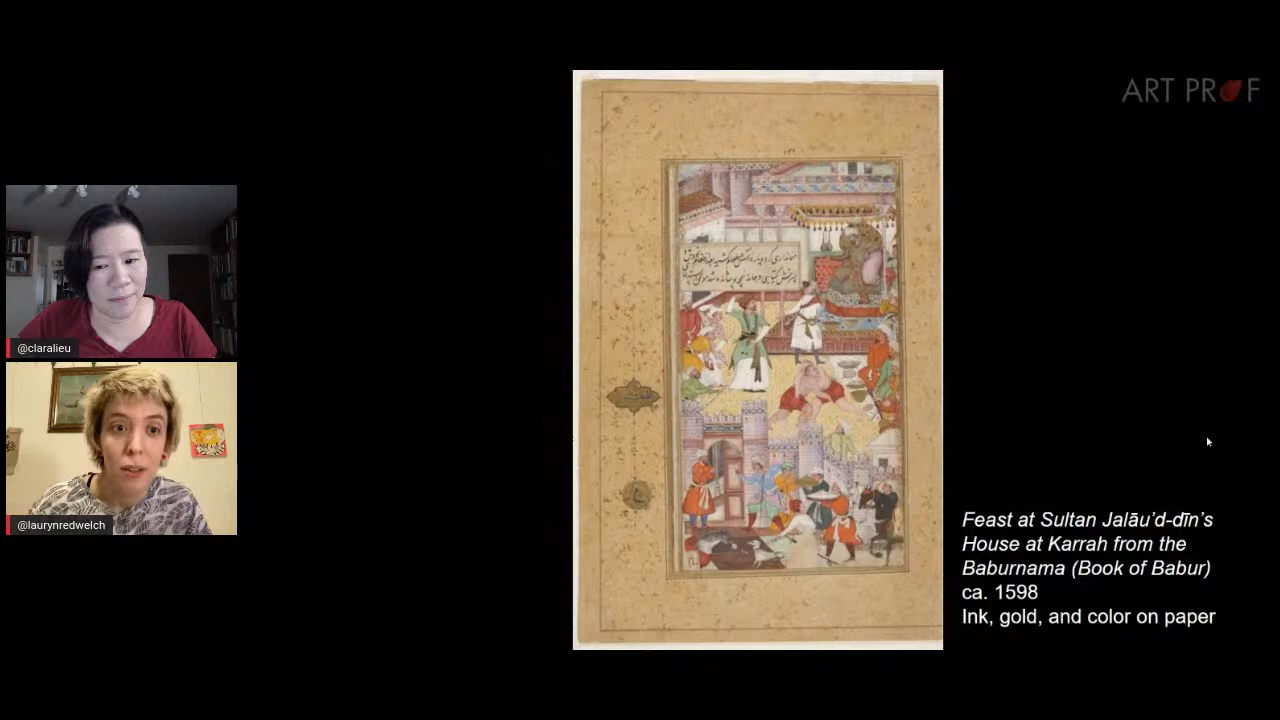 ART PROF
@claralieu
@laurynredwelch
Feast at Sultan Jalāu’d-dīn’s
House at Karrah from the
Baburnama (Book of Babur)
ca. 1598
Ink, gold, and color on paper